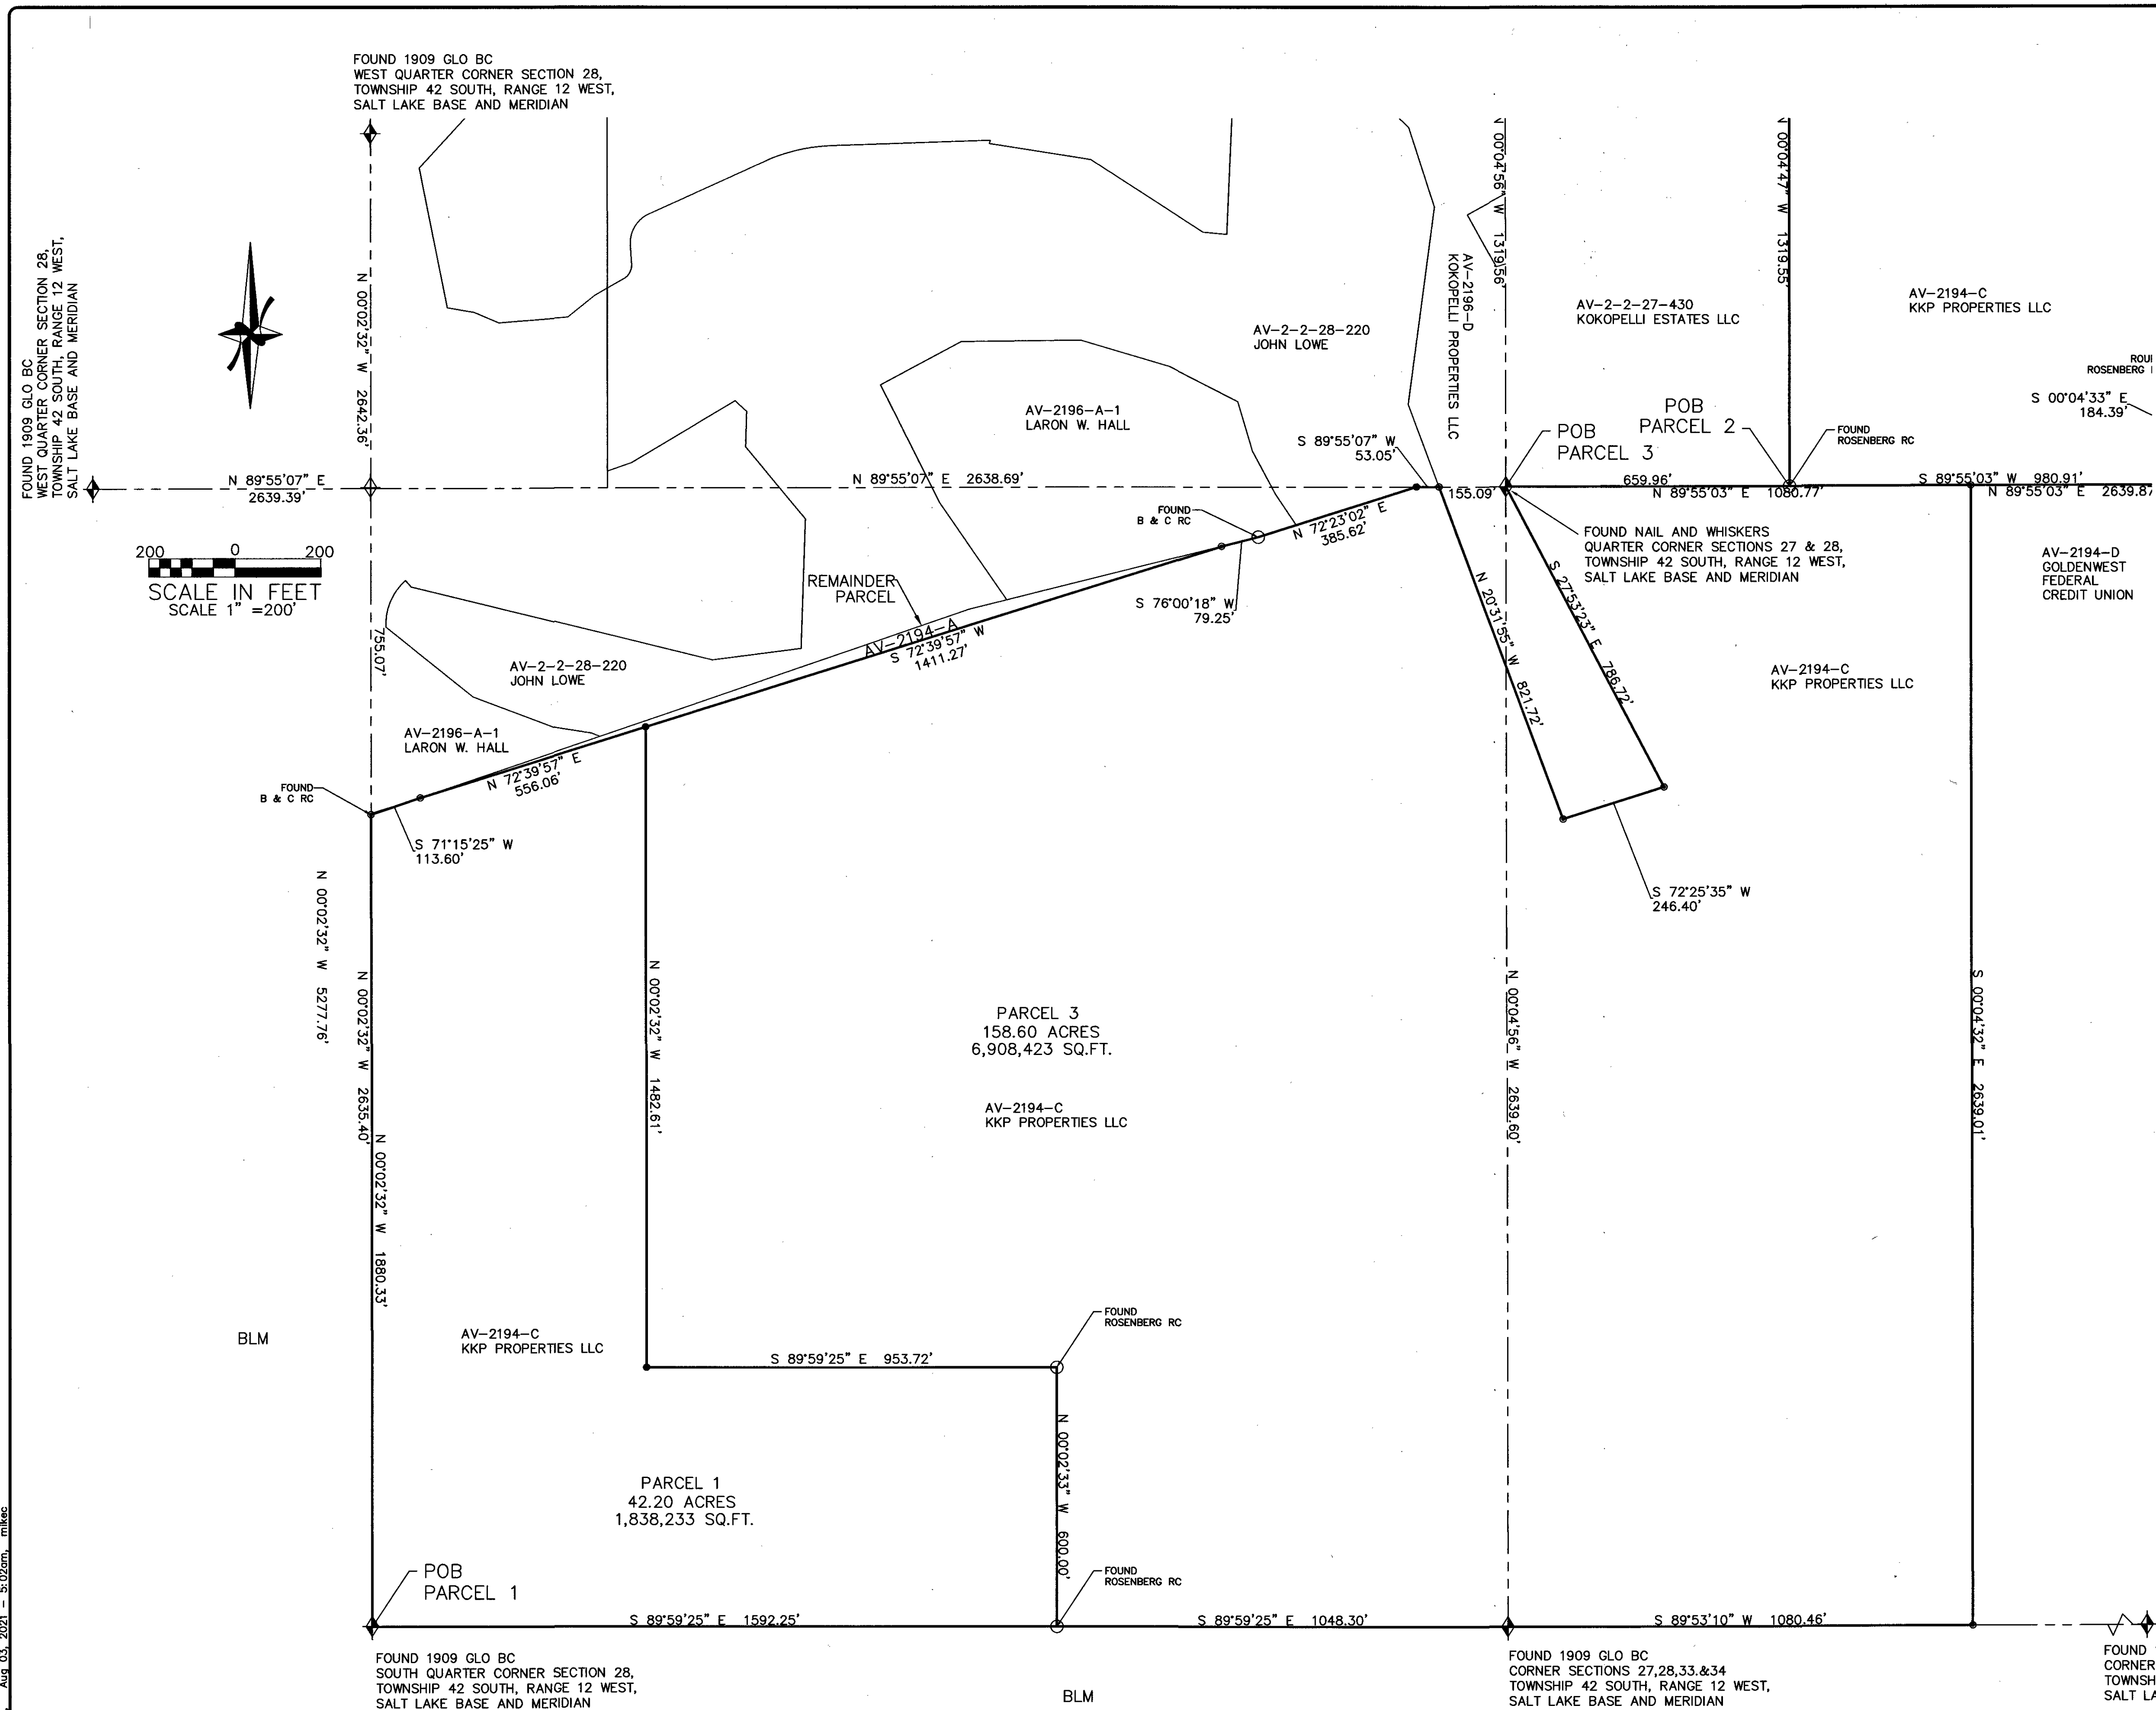 FOUND 1909 GLO BC
WEST QUARTER CORNER SECTION 28,
TOWNSHIP 42 SOUTH, RANGE 12 WEST,
SALT LAKE BASE AND MERIDIAN
FOUND 1909 GLO BC
WEST QUARTER CORNER SECTION 28,
TOWNSHIP 42 SOUTH, RANGE 12 WEST,
SALT LAKE BASE AND MERIDIAN
N 00°02'32" W 2642.36'
N 00°04'56" W 1319.56'
N 00°04'47" W 1319.55'
AV-2196-D
KOKOPELLI PROPERTIES LLC
AV-2-2-27-430
KOKOPELLI ESTATES LLC
AV-2194-C
KKP PROPERTIES LLC
AV-2-2-28-220
JOHN LOWE
ROSENBERG
S 00°04'33" E
184.39'
AV-2196-A-1
LARON W. HALL
S 89°55'07" W
53.05'
POB
PARCEL 3
POB
PARCEL 2
FOUND
ROSENBERG RC
N 89°55'07" E
2639.39'
N 89°55'07" E 2638.69'
155.09'
659.96'
N 89°55'03" E 1080.77'
S 89°55'03" W 980.91'
N 89°55'03" E 2639.87
FOUND
B & C RC
N 72°23'02" E
385.62'
FOUND NAIL AND WHISKERS
QUARTER CORNER SECTIONS 27 & 28,
TOWNSHIP 42 SOUTH, RANGE 12 WEST,
SALT LAKE BASE AND MERIDIAN
AV-2194-D
GOLDENWEST
FEDERAL
CREDIT UNION
200 0 200
SCALE IN FEET
SCALE 1" =200'
REMAINDER
PARCEL
AV-2194-A
S 72°39'57" W
1411.27'
S 76°00'18" W
79.25'
N 20°31'55" W 821.72'
S 27°53'23" E 786.72'
755.07'
AV-2-2-28-220
JOHN LOWE
AV-2194-C
KKP PROPERTIES LLC
AV-2196-A-1
LARON W. HALL
FOUND
B & C RC
N 72°39'57" E
556.06'
S 71°15'25" W
113.60'
S 72°25'35" W
246.40'
N 00°02'32" W 5277.76'
N 00°02'32" W 2635.40'
N 00°02'32" W 1880.33'
N 00°02'32" W 1482.61'
PARCEL 3
158.60 ACRES
6,908,423 SQ.FT.
AV-2194-C
KKP PROPERTIES LLC
N 00°04'56" W 2639.60'
S 00°04'32" E 2639.01'
BLM
AV-2194-C
KKP PROPERTIES LLC
FOUND
ROSENBERG RC
S 89°59'25" E 953.72'
N 00°02'33" W 600.00'
PARCEL 1
42.20 ACRES
1,838,233 SQ.FT.
POB
PARCEL 1
FOUND
ROSENBERG RC
S 89°59'25" E 1592.25'
S 89°59'25" E 1048.30'
S 89°53'10" W 1080.46'
FOUND 1909 GLO BC
SOUTH QUARTER CORNER SECTION 28,
TOWNSHIP 42 SOUTH, RANGE 12 WEST,
SALT LAKE BASE AND MERIDIAN
BLM
FOUND 1909 GLO BC
CORNER SECTIONS 27,28,33.&34
TOWNSHIP 42 SOUTH, RANGE 12 WEST,
SALT LAKE BASE AND MERIDIAN
FOUND
CORNER
SALT
Aug 03, 2021 - 5:02am, mikec